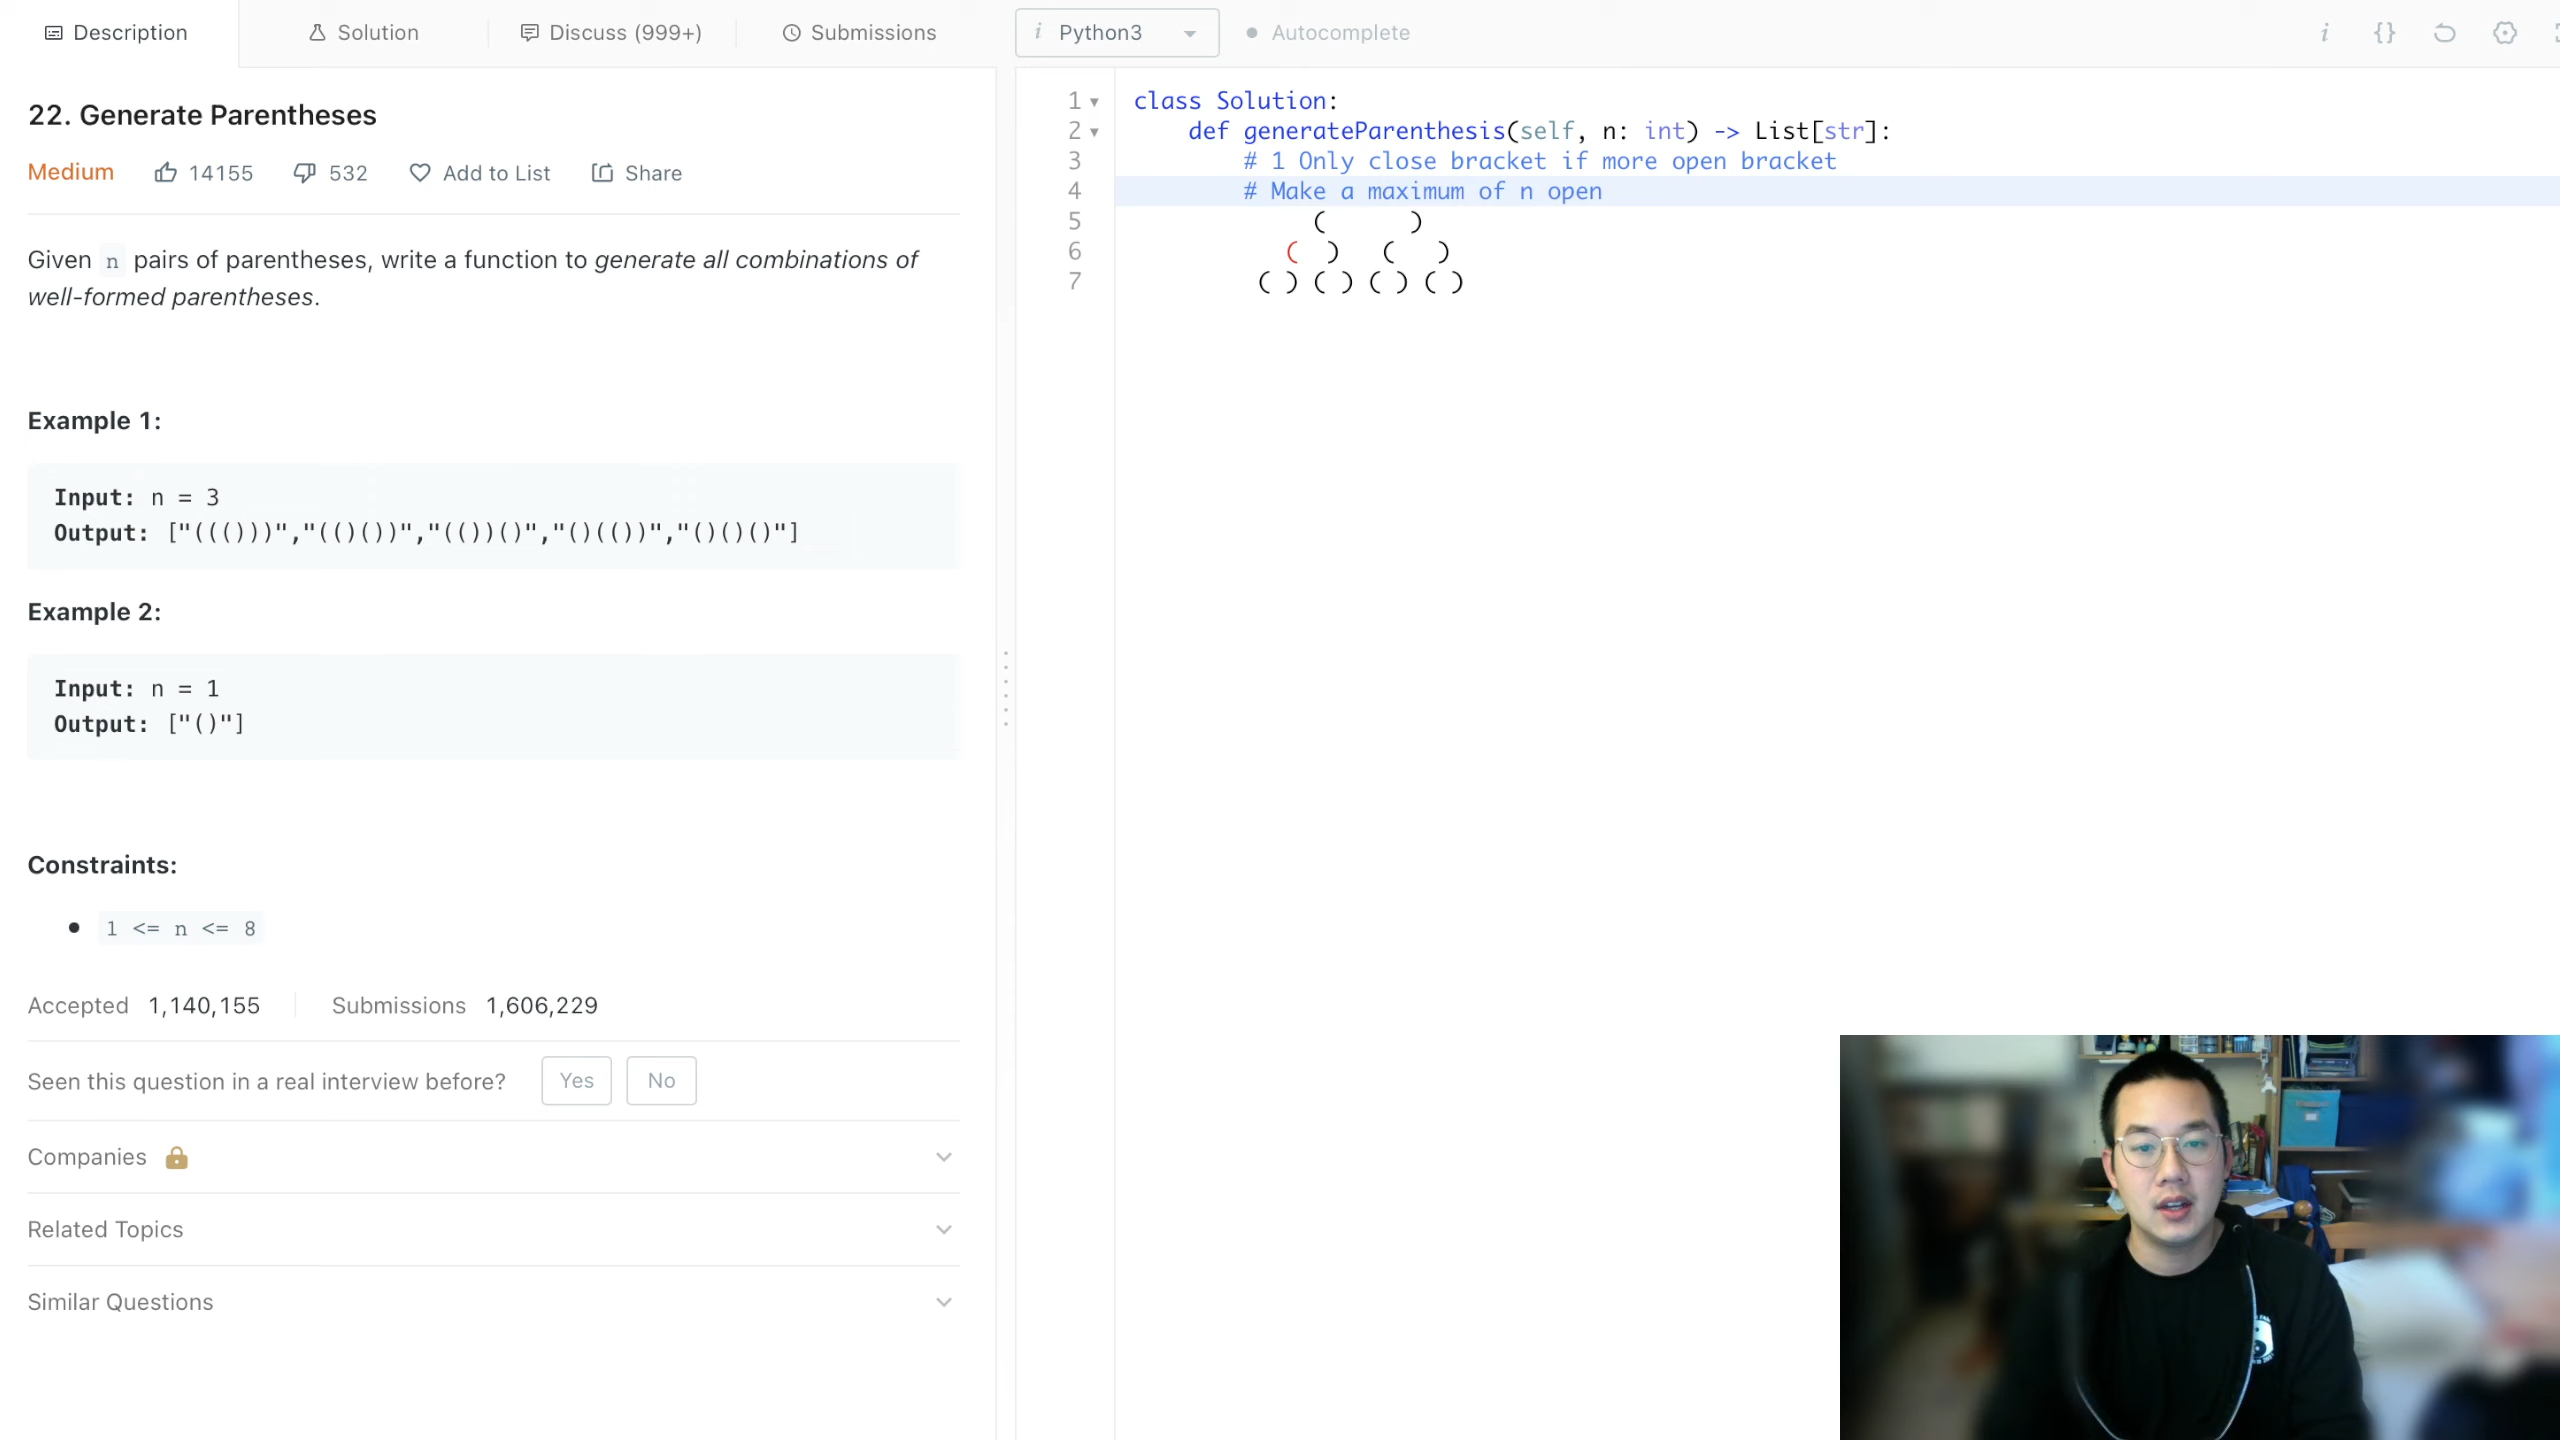 Description
Solution
Discuss (999+)
Submissions
i Python3
Autocomplete
i {}
22. Generate Parentheses
Medium 14155 532 Add to List Share
Given n pairs of parentheses, write a function to generate all combinations of
well-formed parentheses.
Example 1:
Input: n = 3
Output: ["((()))","(()())","(())()","()(())","()()()"]
Example 2:
Input: n = 1
Output: ["()"]
Constraints:
1 <= n <= 8
Accepted 1,140,155 Submissions 1,606,229
Seen this question in a real interview before? Yes No
Companies
Related Topics
Similar Questions
1 class Solution:
2 def generateParenthesis(self, n: int) -> List[str]:
3 # 1 Only close bracket if more open bracket
4 # Make a maximum of n open
5 ( )
6 ( ) ( )
7 ( ) ( ) ( ) ( )